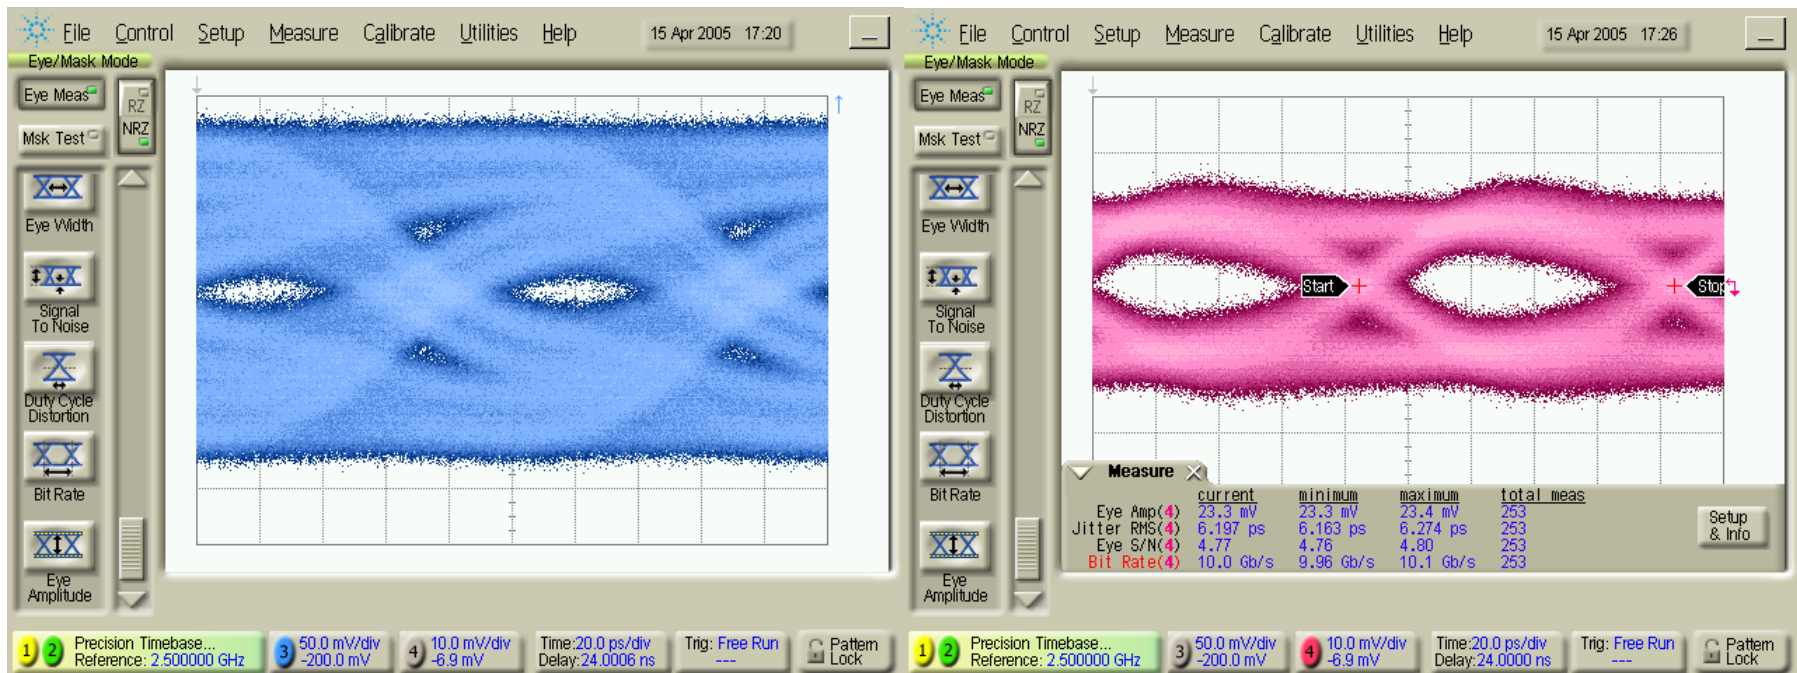 File Control Setup Measure Calibrate Utilities Help 15 Apr 2005 17:20
Eye/Mask Mode
Eye Meas
RZ
NRZ
Msk Test
Eye Width
Signal
To Noise
Duty Cycle
Distortion
Bit Rate
Eye
Amplitude
1 2 Precision Timebase...
Reference: 2.500000 GHz
3 50.0 mV/div
-200.0 mV
4 10.0 mV/div
-6.9 mV
Time:20.0 ps/div
Delay:24.0006 ns
Trig: Free Run
---
Pattern
Lock
File Control Setup Measure Calibrate Utilities Help 15 Apr 2005 17:26
Eye/Mask Mode
Eye Meas
RZ
NRZ
Msk Test
Eye Width
Signal
To Noise
Duty Cycle
Distortion
Bit Rate
Eye
Amplitude
Start
Stop
Measure
current minimum maximum total meas
Eye Amp(4) 23.3 mV 23.3 mV 23.4 mV 253
Jitter RMS(4) 6.197 ps 6.163 ps 6.274 ps 253
Eye S/N(4) 4.77 4.76 4.80 253
Bit Rate(4) 10.0 Gb/s 9.96 Gb/s 10.1 Gb/s 253
Setup
& Info
1 2 Precision Timebase...
Reference: 2.500000 GHz
3 50.0 mV/div
-200.0 mV
4 10.0 mV/div
-6.9 mV
Time:20.0 ps/div
Delay:24.0000 ns
Trig: Free Run
---
Pattern
Lock